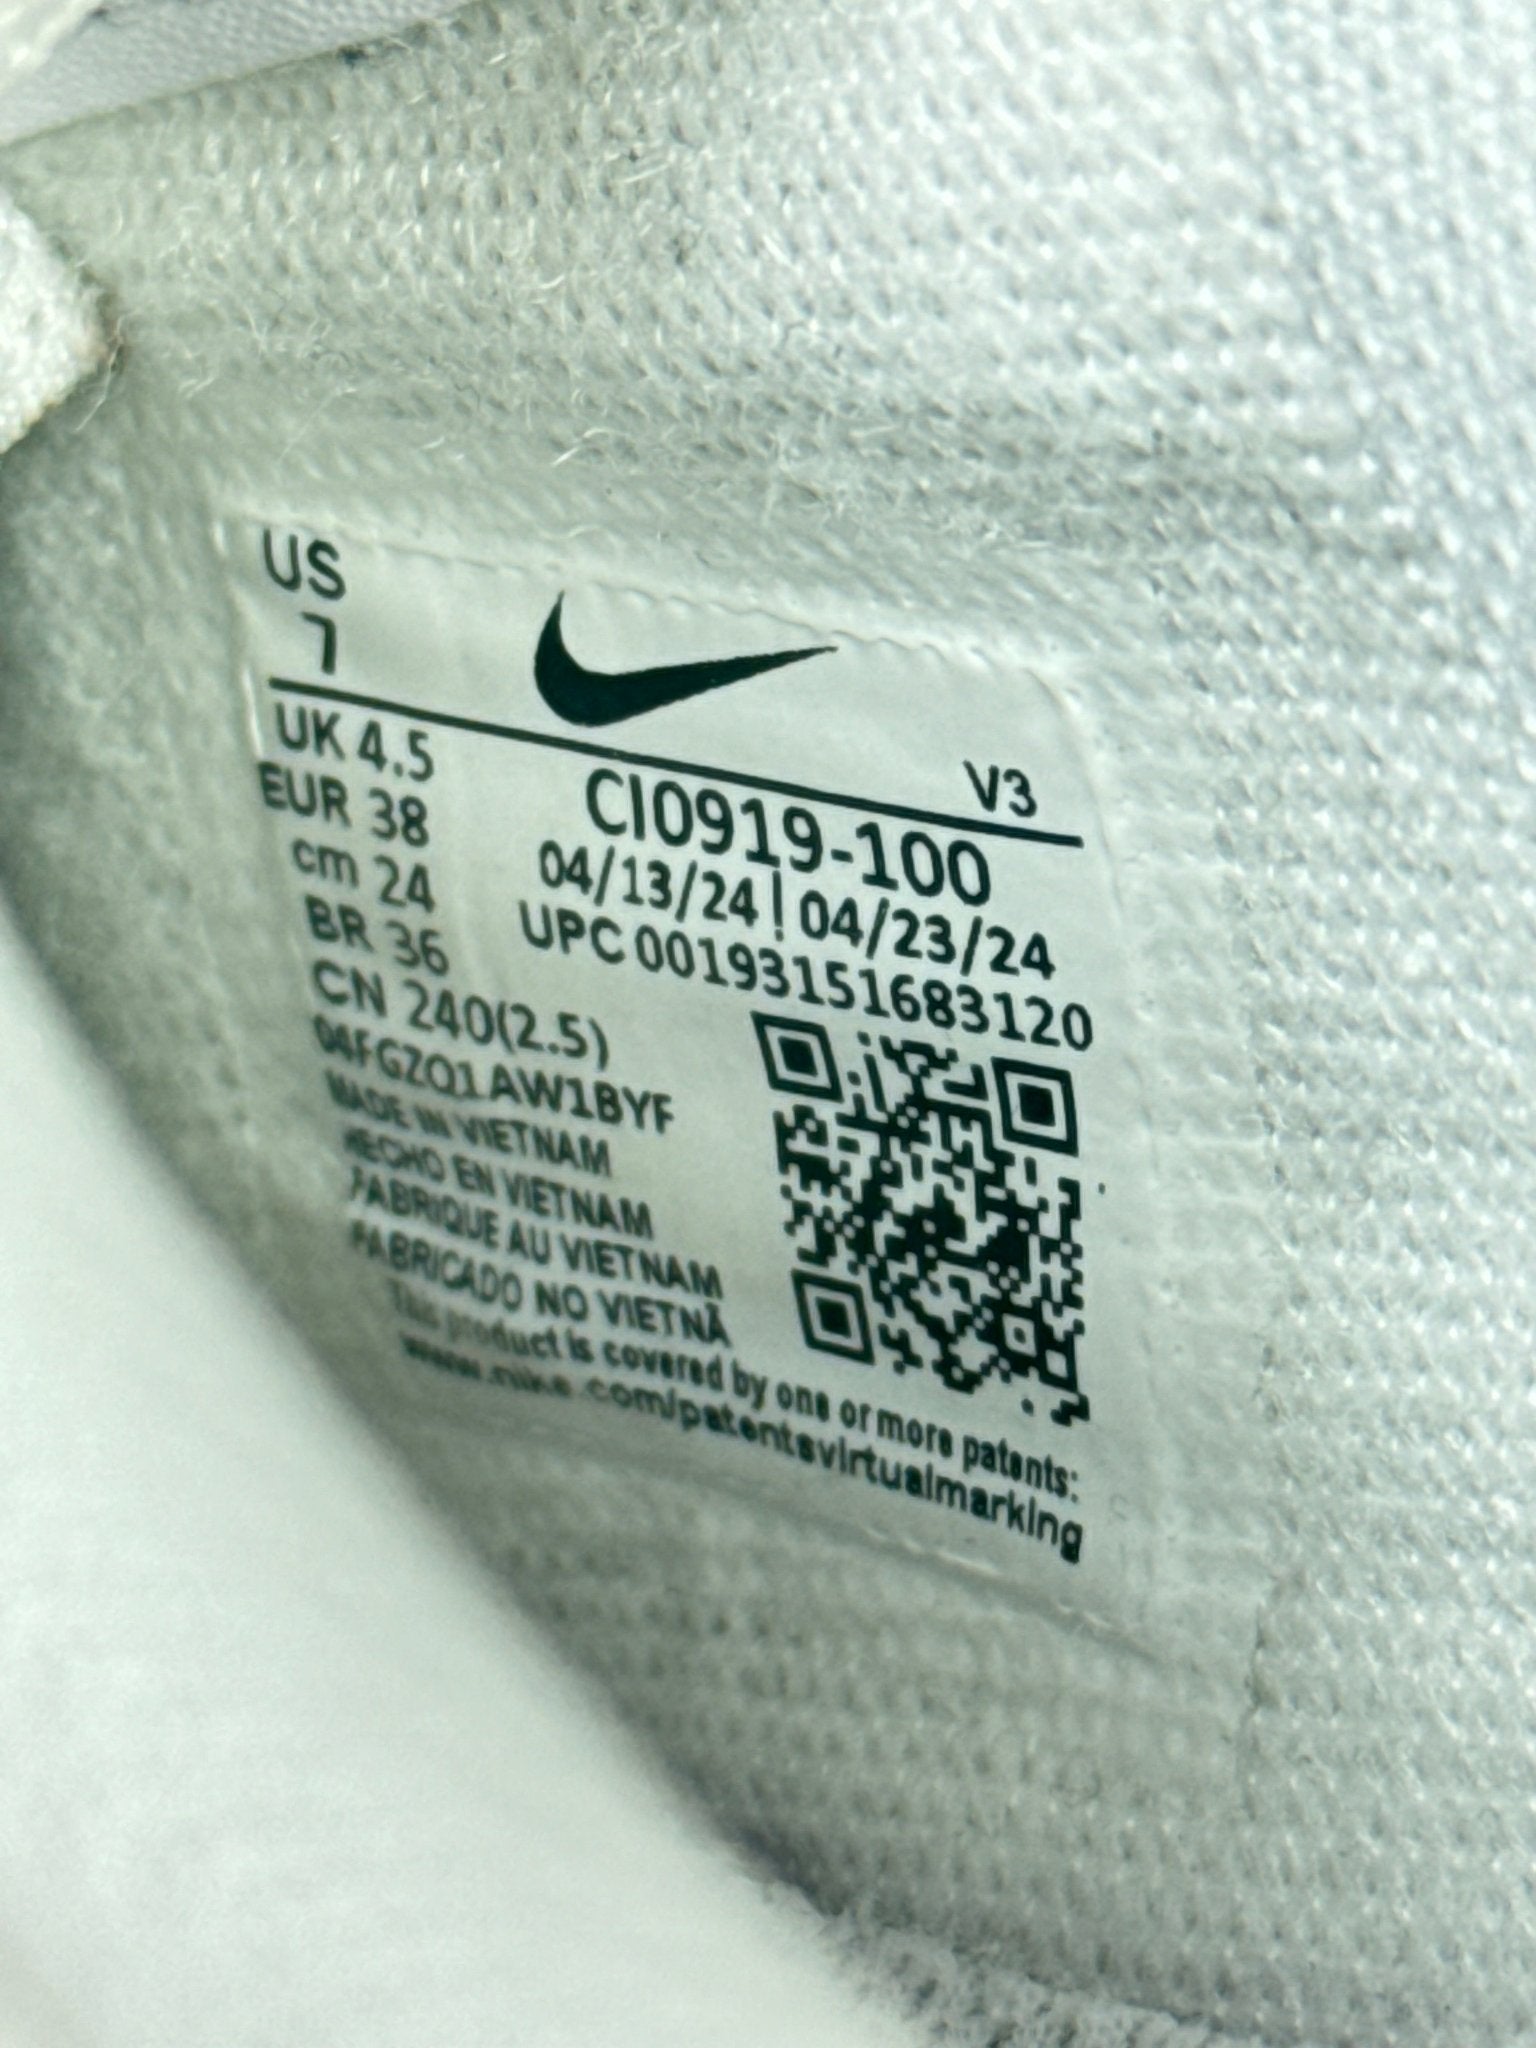 US
7
V3
UK 4.5
EUR 38
cm 24
BR 36
CN 240(2.5)
CI0919-100
04/13/24 | 04/23/24
UPC 00193151683120
04FGZQ1AW1BYF
MADE IN VIETNAM
HECHO EN VIETNAM
FABRIQUE AU VIETNAM
FABRICADO NO VIETNÃ
This product is covered by one or more patents:
www.nike.com/patentsvirtualmarking